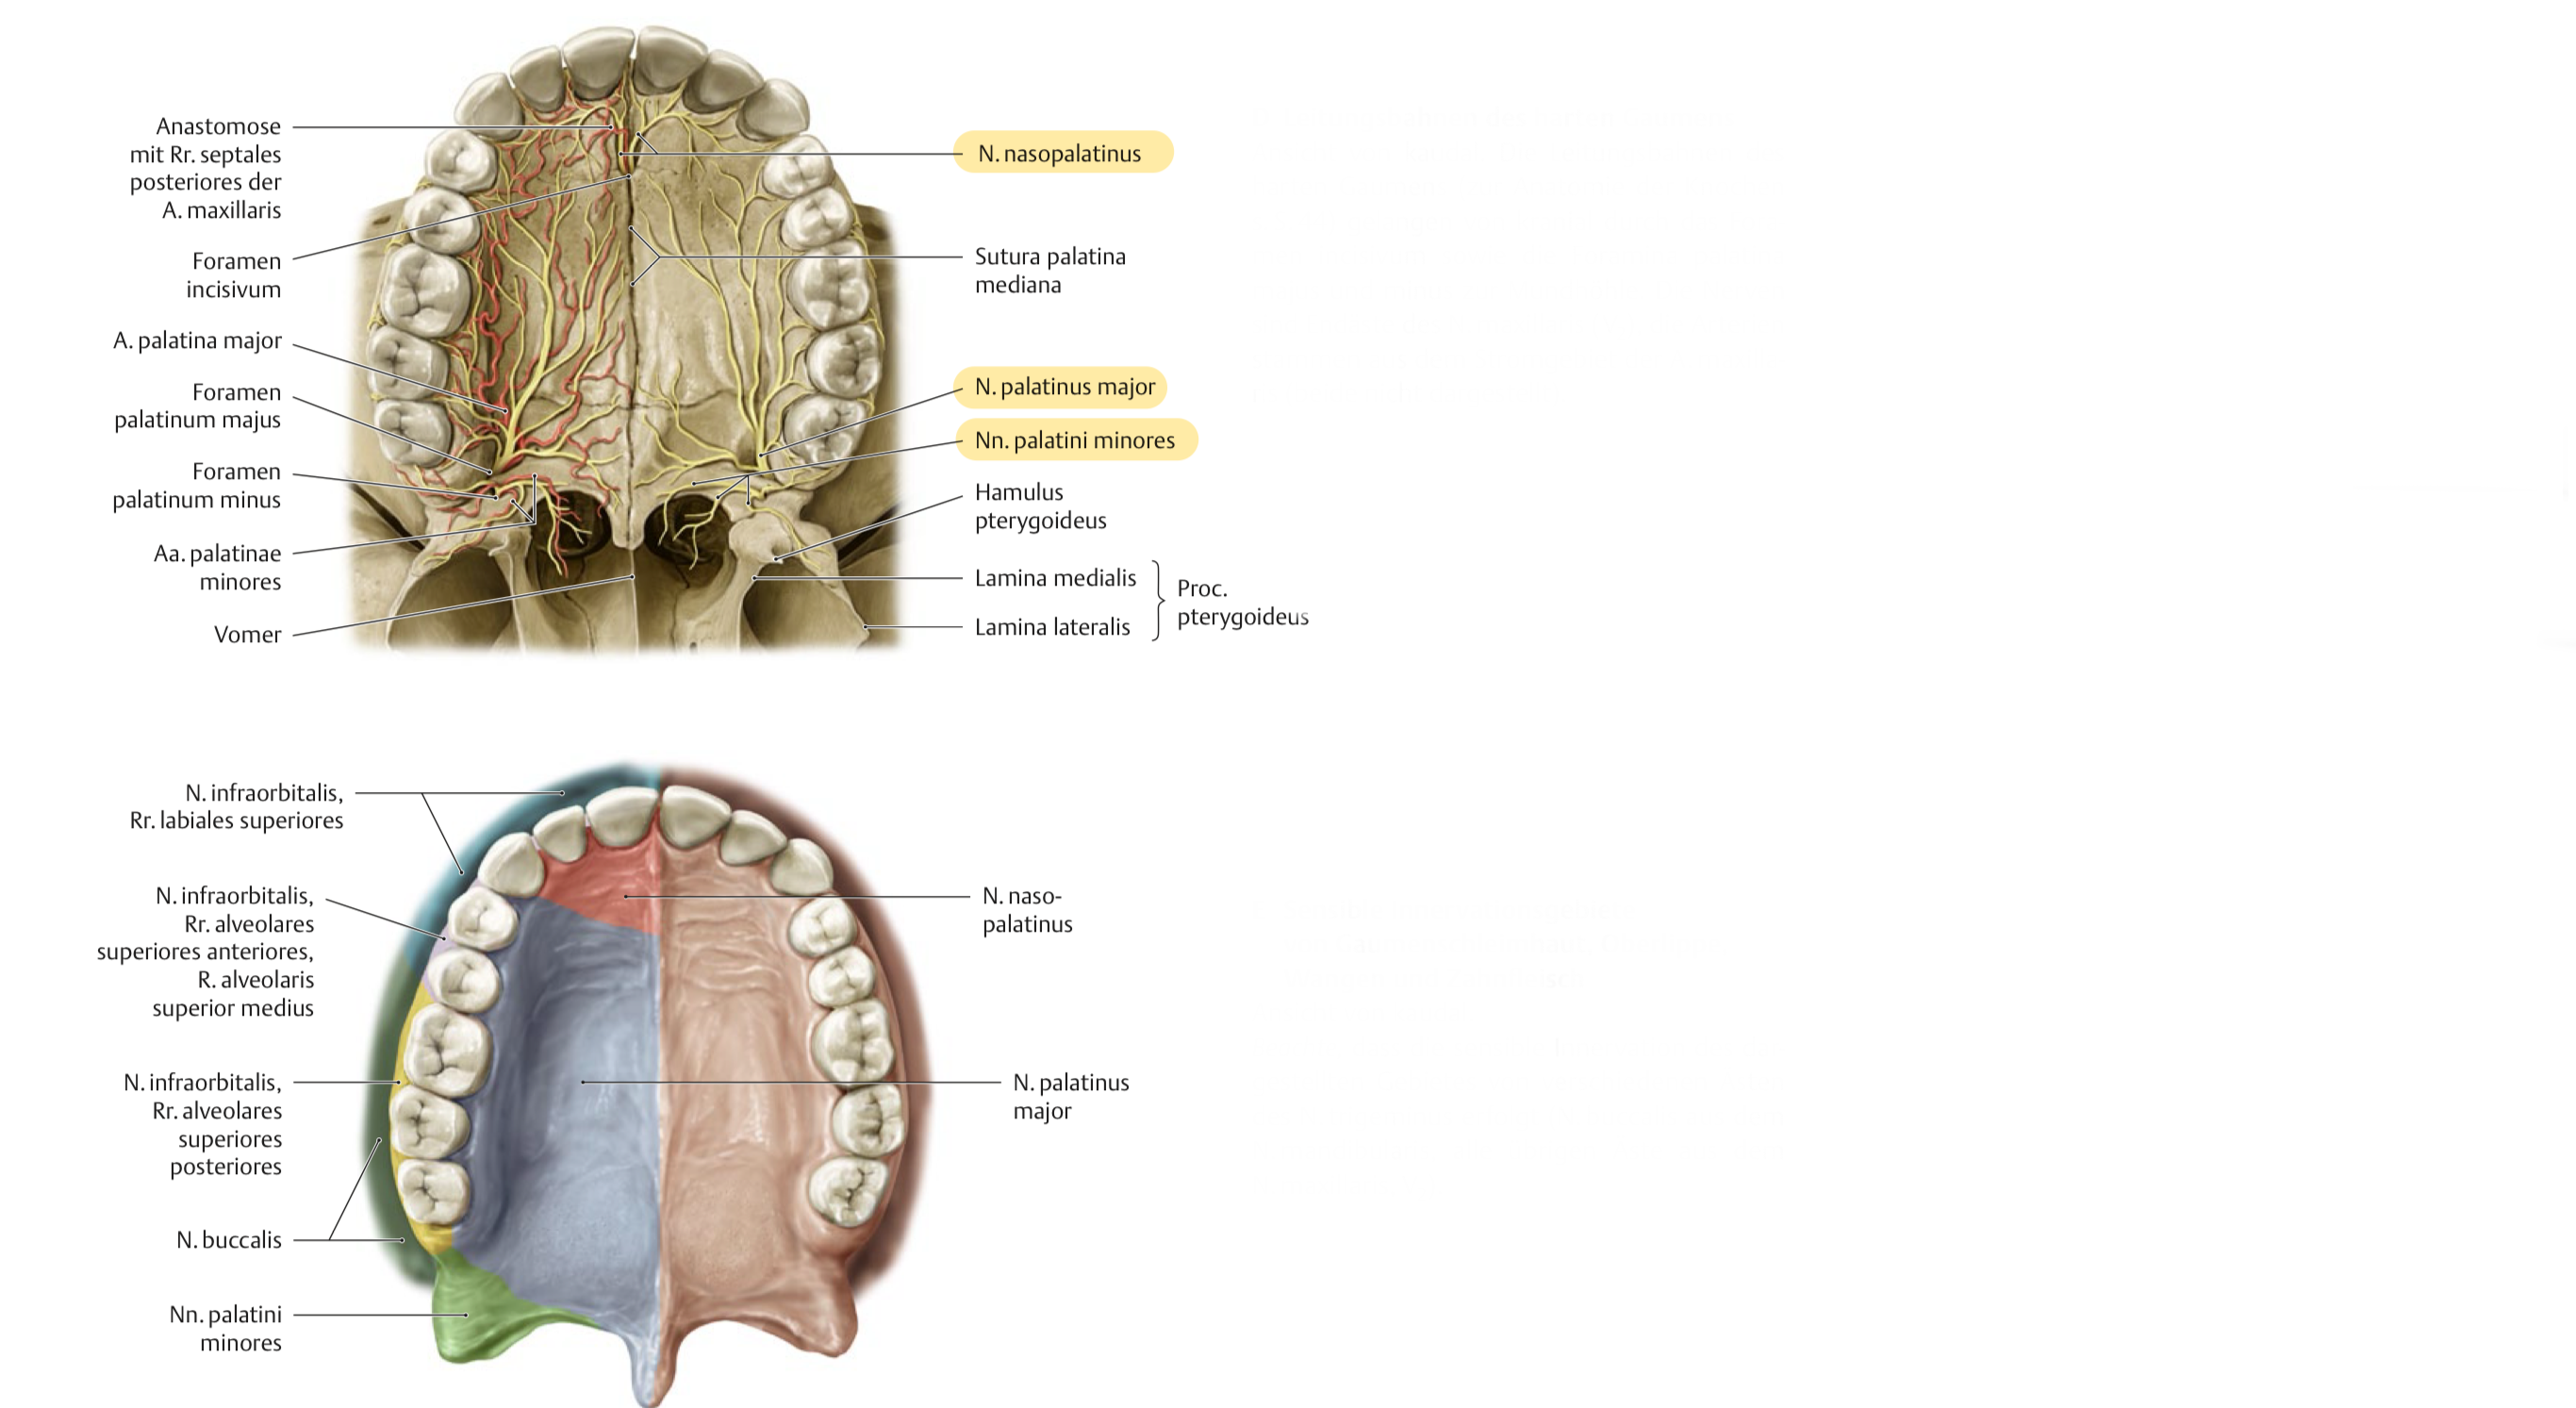 Anastomose
mit Rr. septales
posteriores der
A. maxillaris
Foramen
incisivum
A. palatina major
Foramen
palatinum majus
Foramen
palatinum minus
Aa. palatinae
minores
Vomer
N. nasopalatinus
Sutura palatina
mediana
N. palatinus major
Nn. palatini minores
Hamulus
pterygoideus
Lamina medialis
Lamina lateralis
Proc.
pterygoideus
N. infraorbitalis,
Rr. labiales superiores
N. infraorbitalis,
Rr. alveolares
superiores anteriores,
R. alveolaris
superior medius
N. infraorbitalis,
Rr. alveolares
superiores
posteriores
N. buccalis
Nn. palatini
minores
N. naso-
palatinus
N. palatinus
major